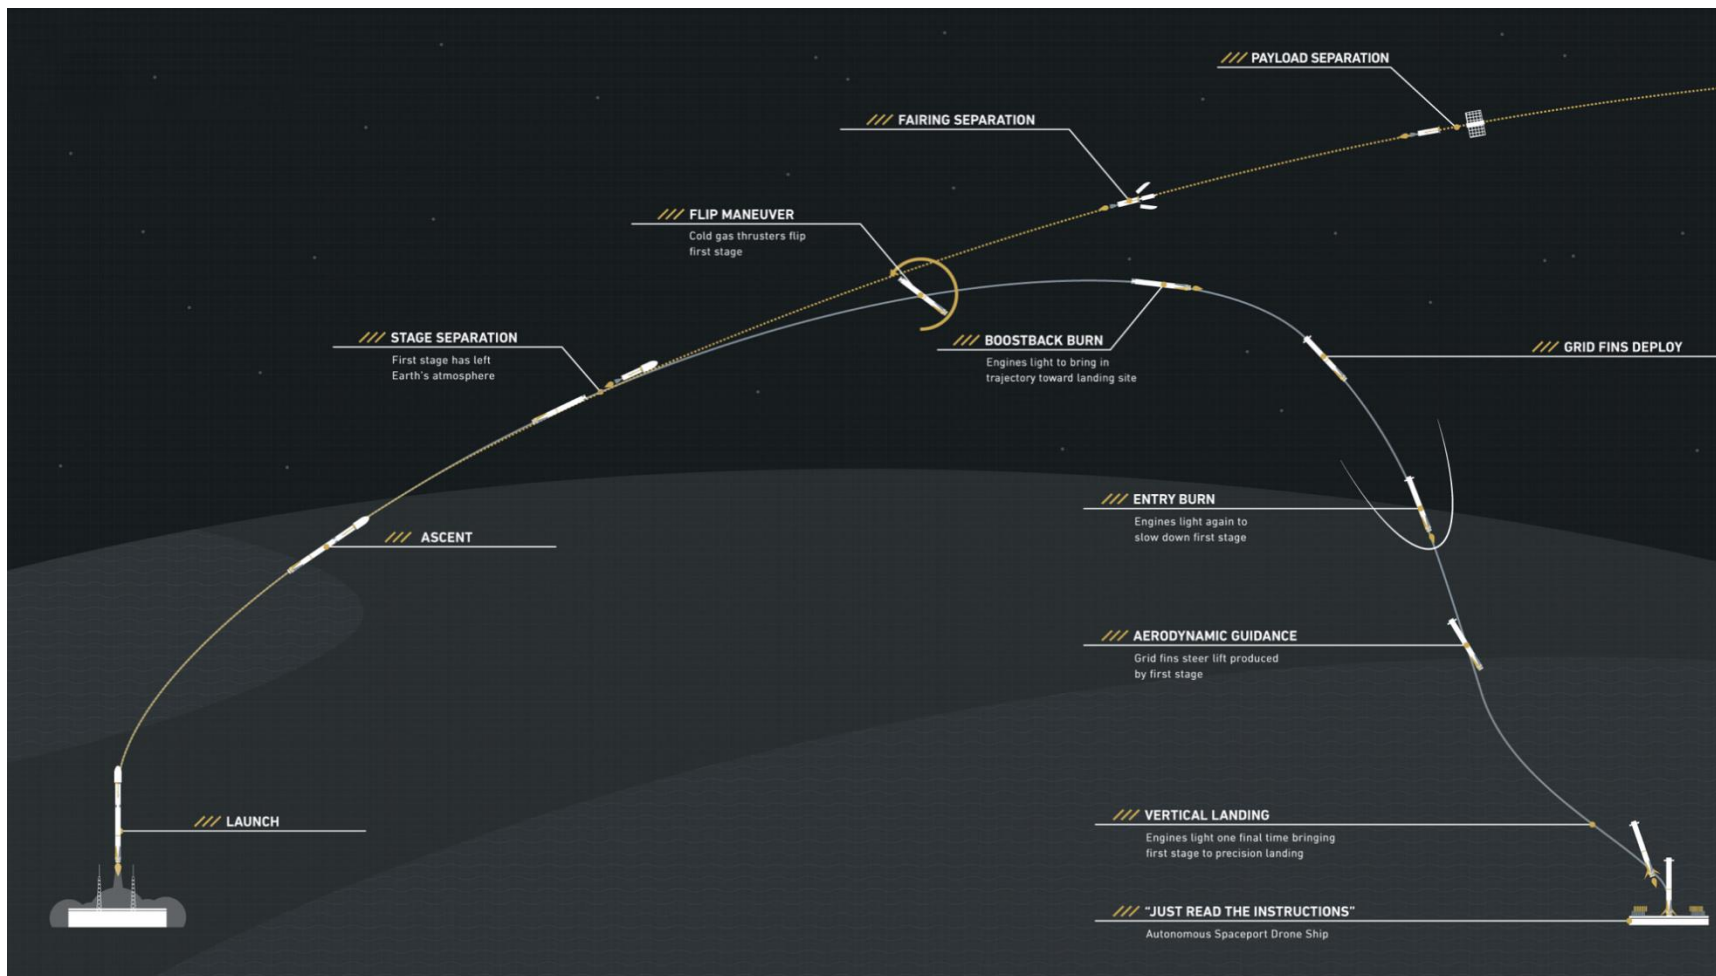 PAYLOAD SEPARATION
FAIRING SEPARATION
FLIP MANEUVER
Cold gas thrusters flip
first stage
STAGE SEPARATION
First stage has left
Earth's atmosphere
BOOSTBACK BURN
Engines light to bring in
trajectory toward landing site
GRID FINS DEPLOY
ASCENT
ENTRY BURN
Engines light again to
slow down first stage
AERODYNAMIC GUIDANCE
Grid fins steer lift produced
by first stage
LAUNCH
VERTICAL LANDING
Engines light one final time bringing
first stage to precision landing
"JUST READ THE INSTRUCTIONS"
Autonomous Spaceport Drone Ship